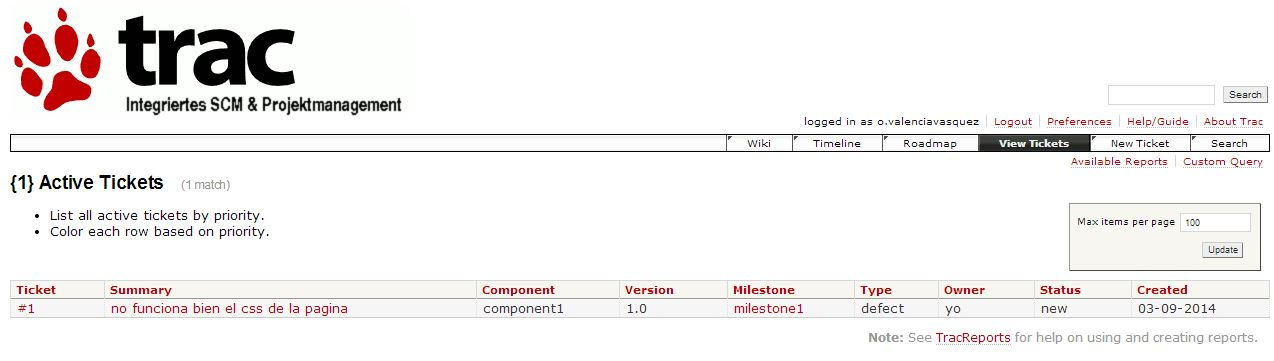 trac
Integriertes SCM & Projektmanagement
Search
logged in as o.valenciavasquez Logout Preferences Help/Guide About Trac
Wiki Timeline Roadmap View Tickets New Ticket Search
Available Reports Custom Query
{1} Active Tickets (1 match)
• List all active tickets by priority.
• Color each row based on priority.
Max items per page 100
Update
Ticket Summary Component Version Milestone Type Owner Status Created
#1 no funciona bien el css de la pagina component1 1.0 milestone1 defect yo new 03-09-2014
Note: See TracReports for help on using and creating reports.